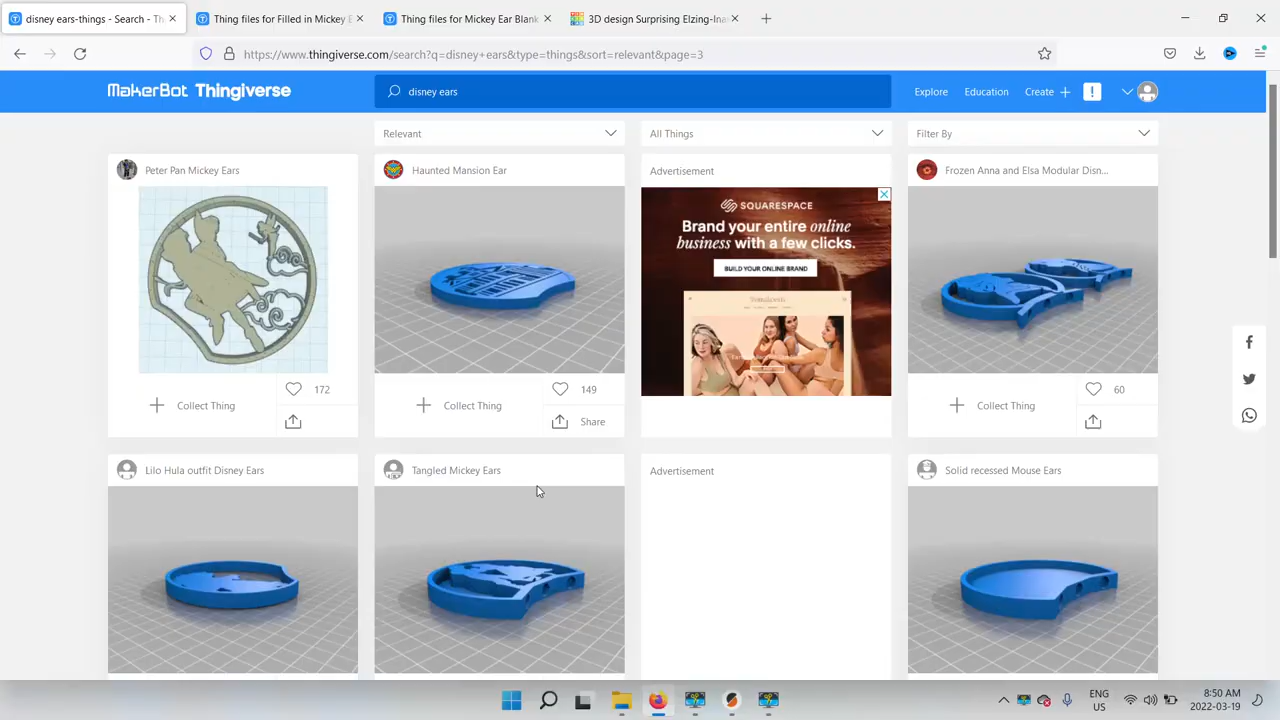 disney ears-things - Search - Th
Thing files for Filled in Mickey E
Thing files for Mickey Ear Blank
3D design Surprising Elzing-Ina
https://www.thingiverse.com/search?q=disney+ears&type=things&sort=relevant&page=3
MakerBot Thingiverse
disney ears
Explore
Education
Create
Relevant
All Things
Filter By
Peter Pan Mickey Ears
Haunted Mansion Ear
Advertisement
Frozen Anna and Elsa Modular Disn...
SQUARESPACE
Brand your entire online
business with a few clicks.
BUILD YOUR ONLINE BRAND
Collect Thing
172
Collect Thing
149
Share
Collect Thing
60
Lilo Hula outfit Disney Ears
Tangled Mickey Ears
Advertisement
Solid recessed Mouse Ears
ENG
US
8:50 AM
2022-03-19